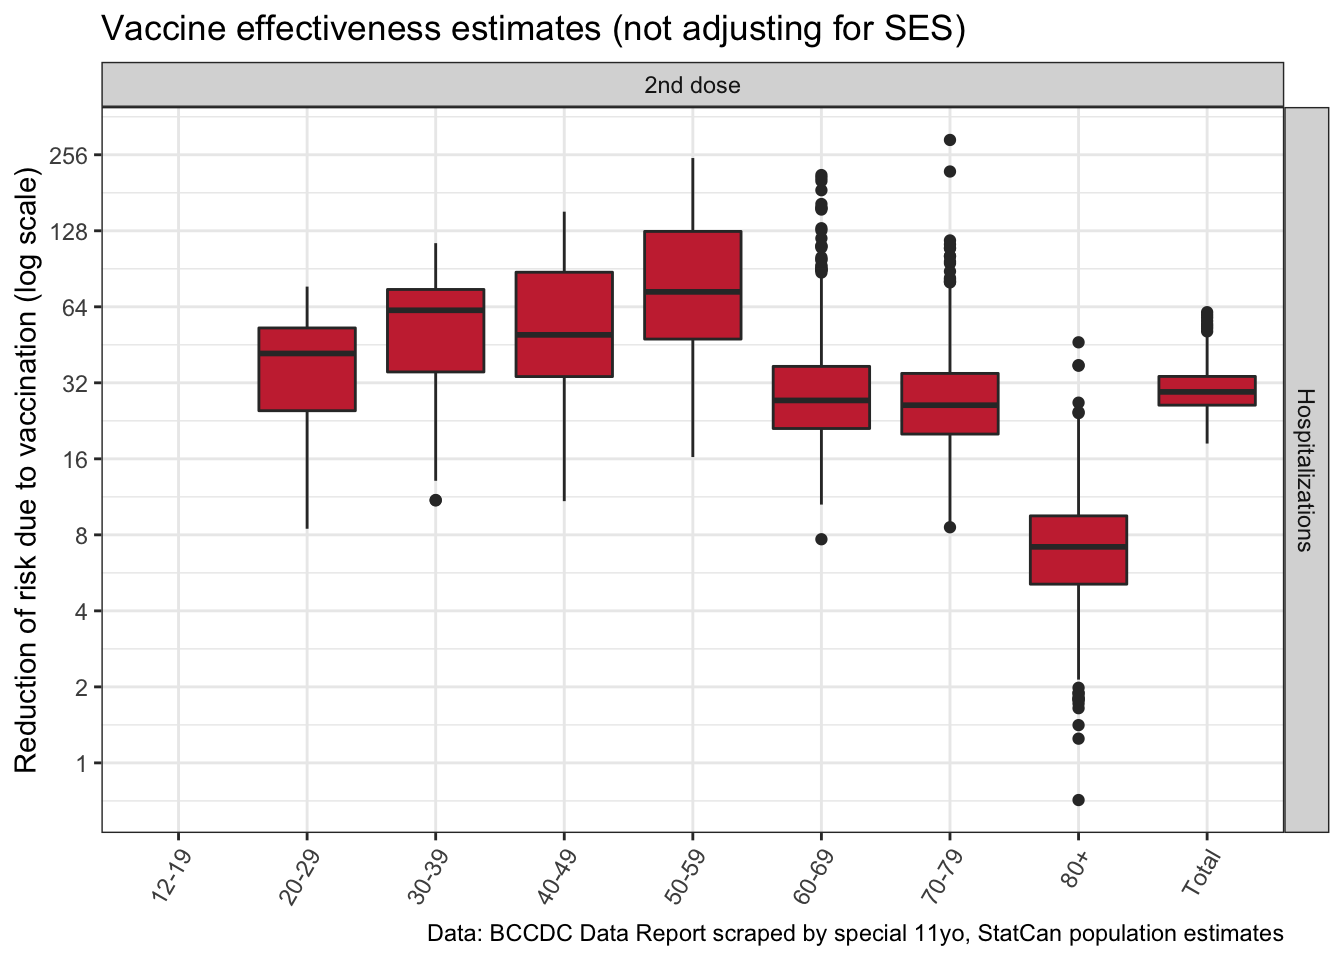 Vaccine effectiveness estimates (not adjusting for SES)
2nd dose
Reduction of risk due to vaccination (log scale)
256
128
64
32
16
8
4
2
1
Hospitalizations
12-19
20-29
30-39
40-49
50-59
60-69
70-79
80+
Total
Data: BCCDC Data Report scraped by special 11yo, StatCan population estimates